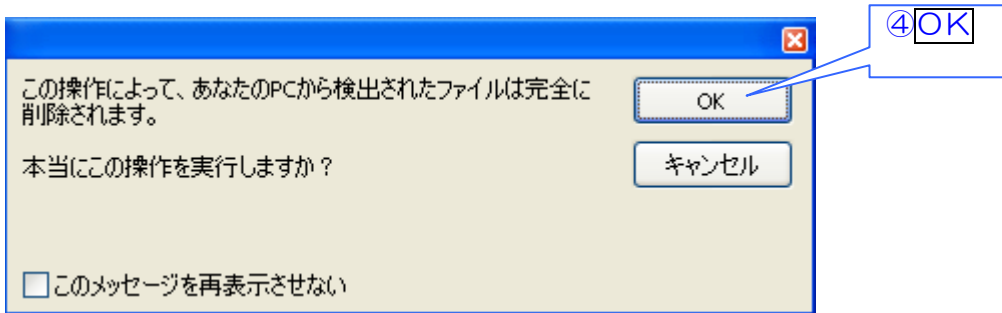 ④OK
この操作によって、あなたのPCから検出されたファイルは完全に
削除されます。
OK
本当にこの操作を実行しますか？
キャンセル
このメッセージを再表示させない